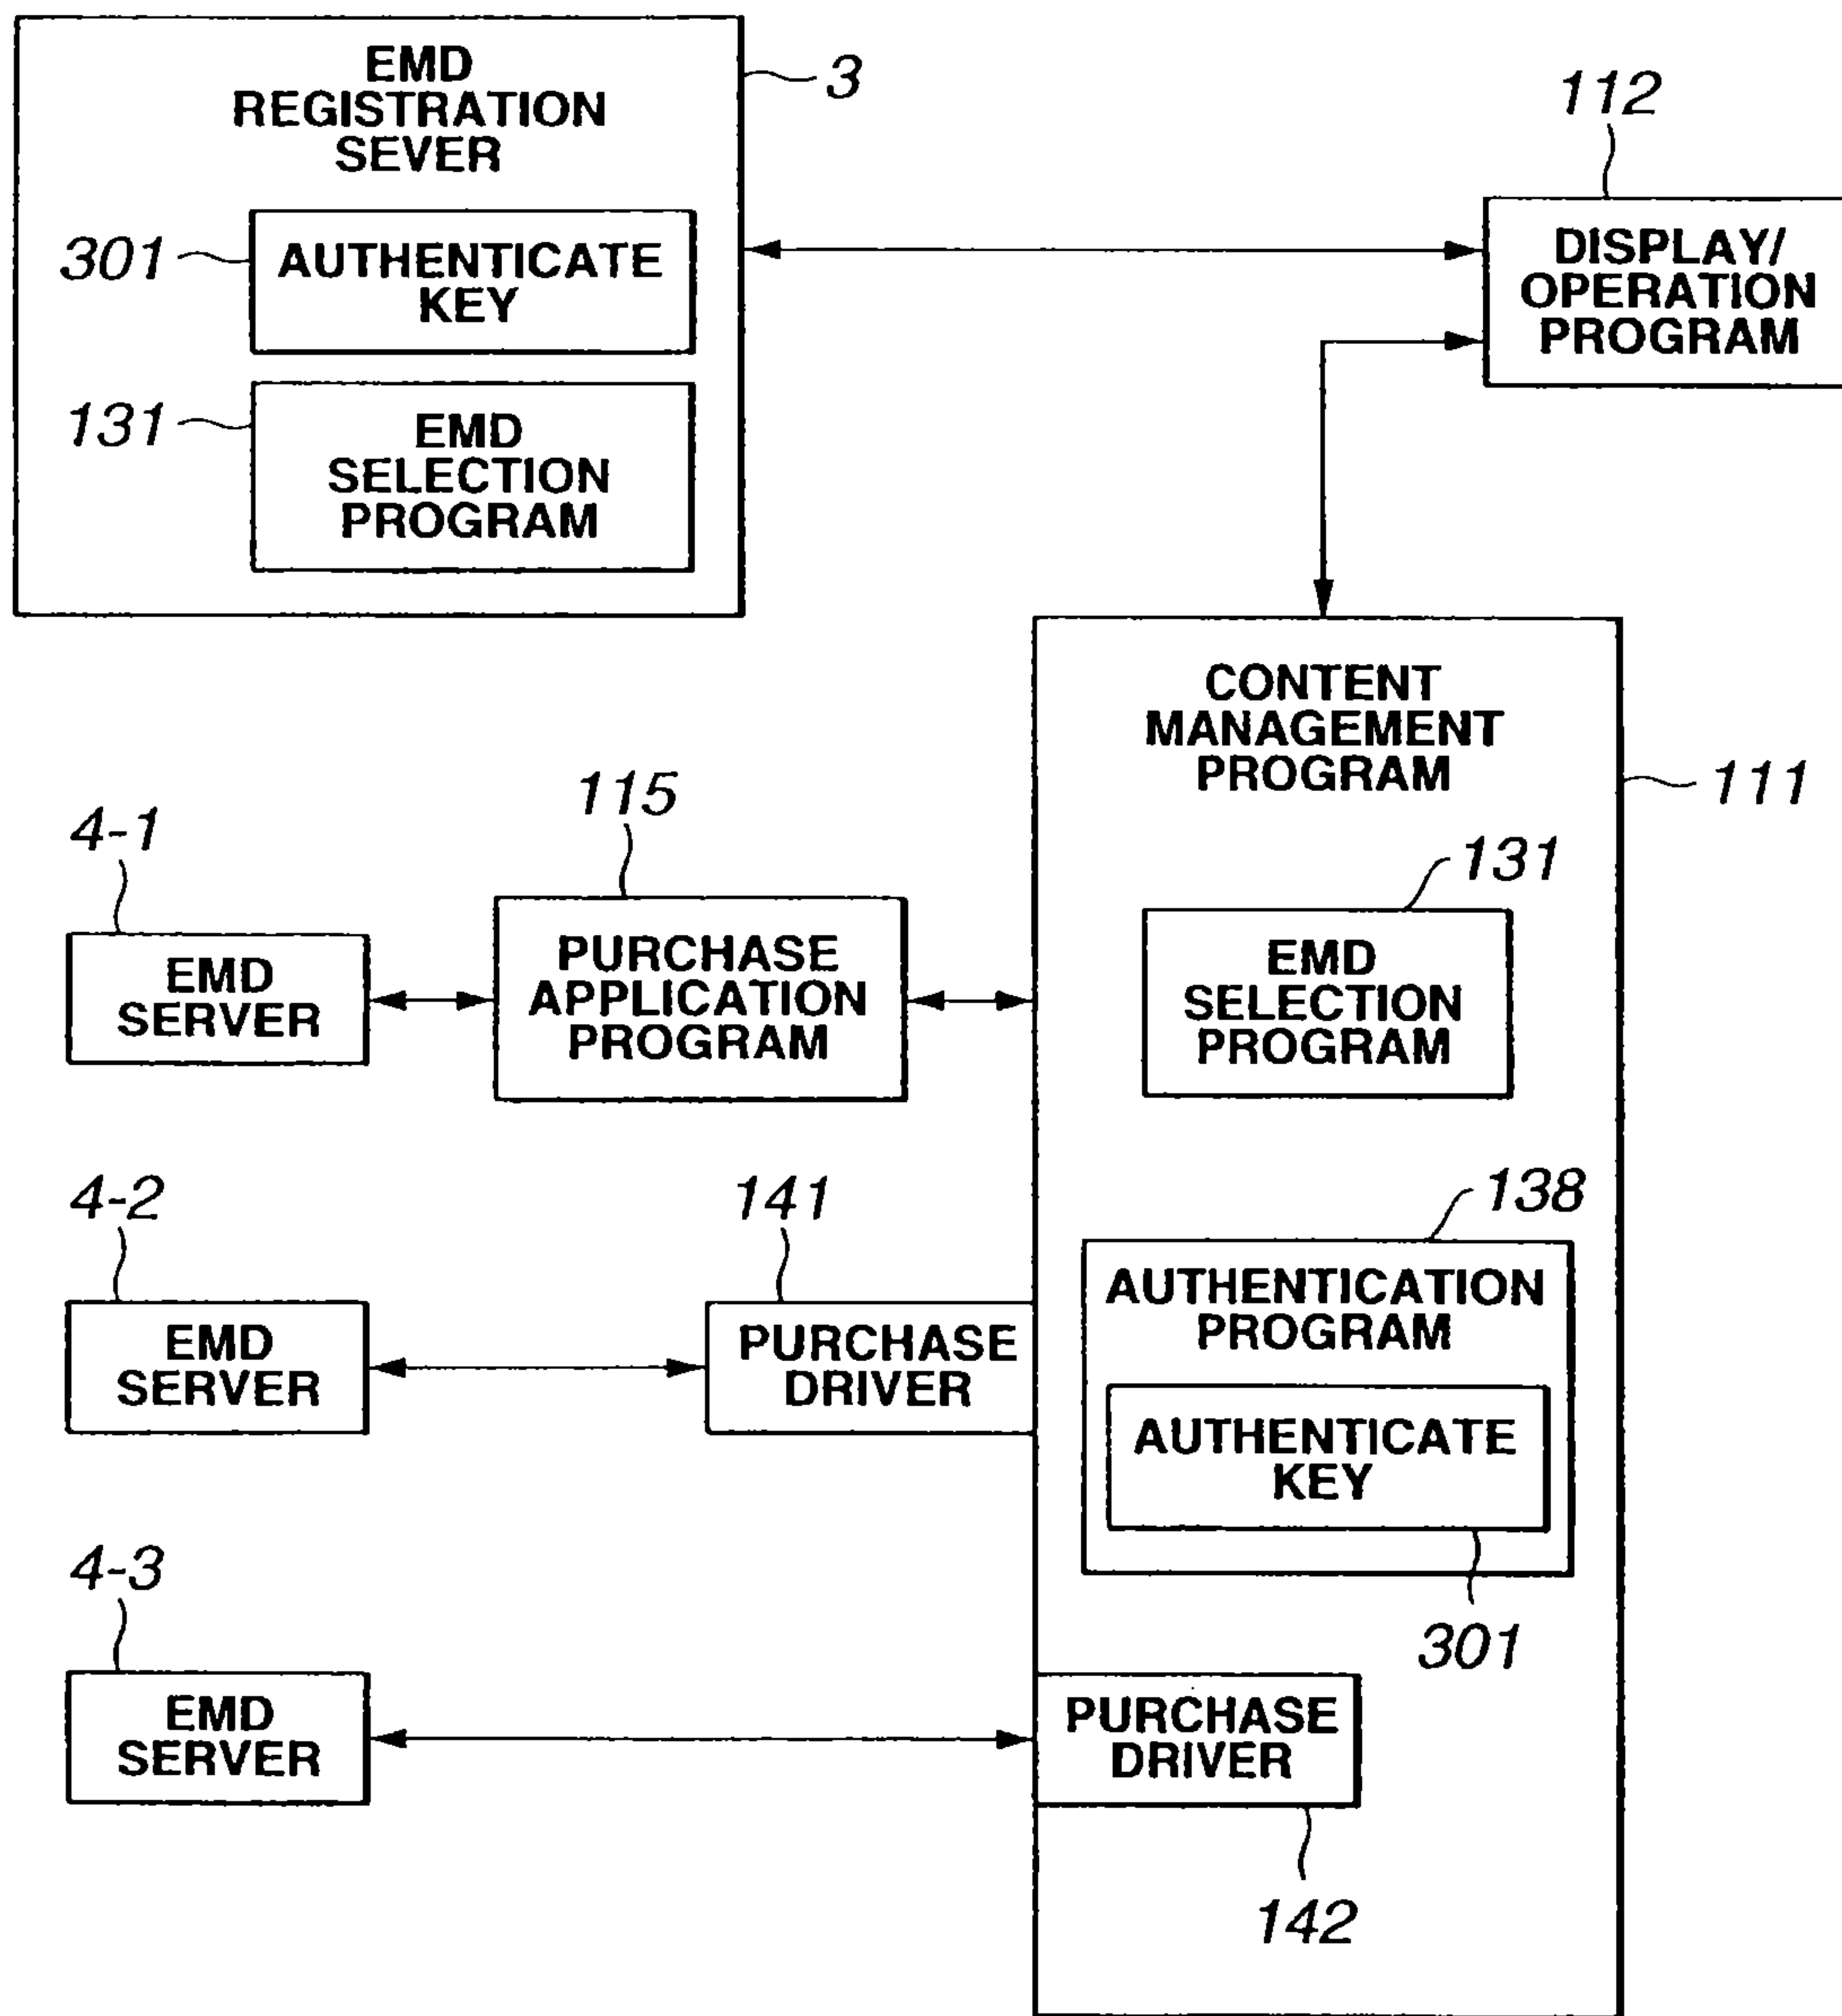 EMD
REGISTRATION
SEVER
3
301
AUTHENTICATE
KEY
131
EMD
SELECTION
PROGRAM
112
DISPLAY/
OPERATION
PROGRAM
CONTENT
MANAGEMENT
PROGRAM
111
4-1
EMD
SERVER
115
PURCHASE
APPLICATION
PROGRAM
131
EMD
SELECTION
PROGRAM
4-2
EMD
SERVER
141
PURCHASE
DRIVER
138
AUTHENTICATION
PROGRAM
AUTHENTICATE
KEY
301
4-3
EMD
SERVER
PURCHASE
DRIVER
142